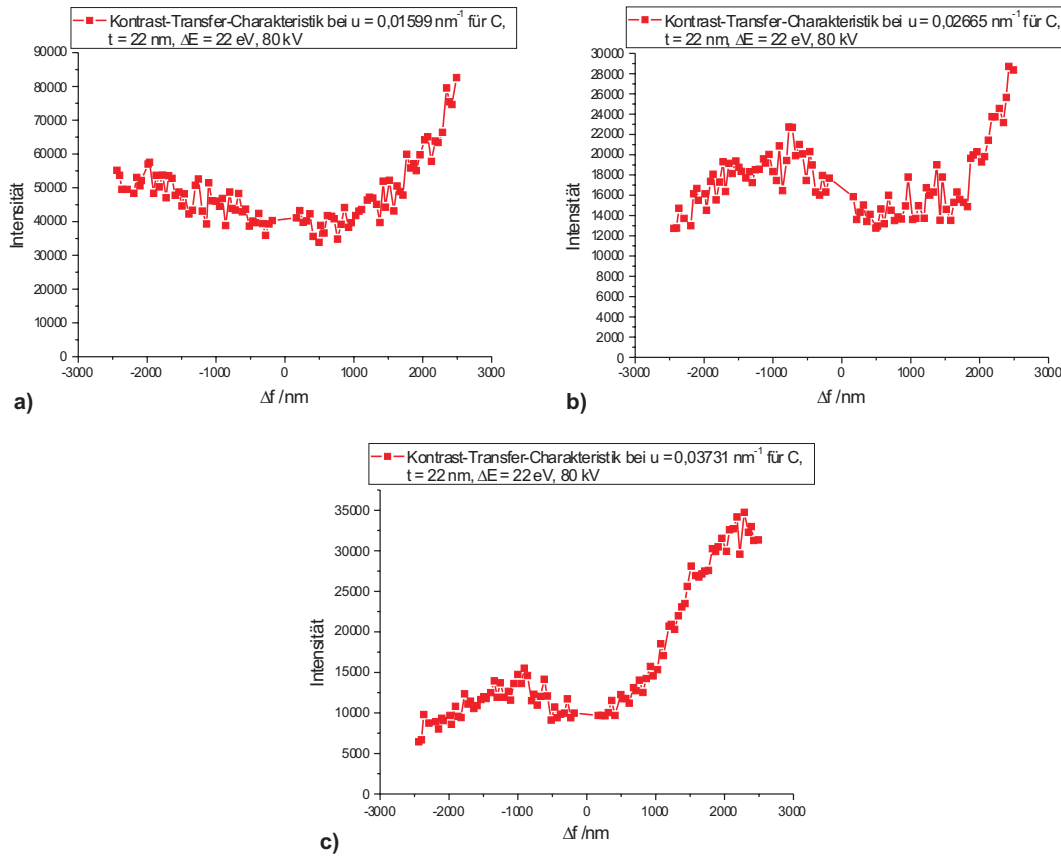 Kontrast-Transfer-Charakteristik bei u = 0,01599 nm⁻¹ für C,
t = 22 nm, ΔE = 22 eV, 80 kV
90000
80000
70000
60000
50000
40000
30000
20000
10000
0
Intensität
-3000 -2000 -1000 0 1000 2000 3000
Δf /nm
a)
Kontrast-Transfer-Charakteristik bei u = 0,02665 nm⁻¹ für C,
t = 22 nm, ΔE = 22 eV, 80 kV
30000
28000
26000
24000
22000
20000
18000
16000
14000
12000
10000
8000
6000
4000
2000
0
Intensität
-3000 -2000 -1000 0 1000 2000 3000
Δf /nm
b)
Kontrast-Transfer-Charakteristik bei u = 0,03731 nm⁻¹ für C,
t = 22 nm, ΔE = 22 eV, 80 kV
35000
30000
25000
20000
15000
10000
5000
0
Intensität
-3000 -2000 -1000 0 1000 2000 3000
Δf /nm
c)